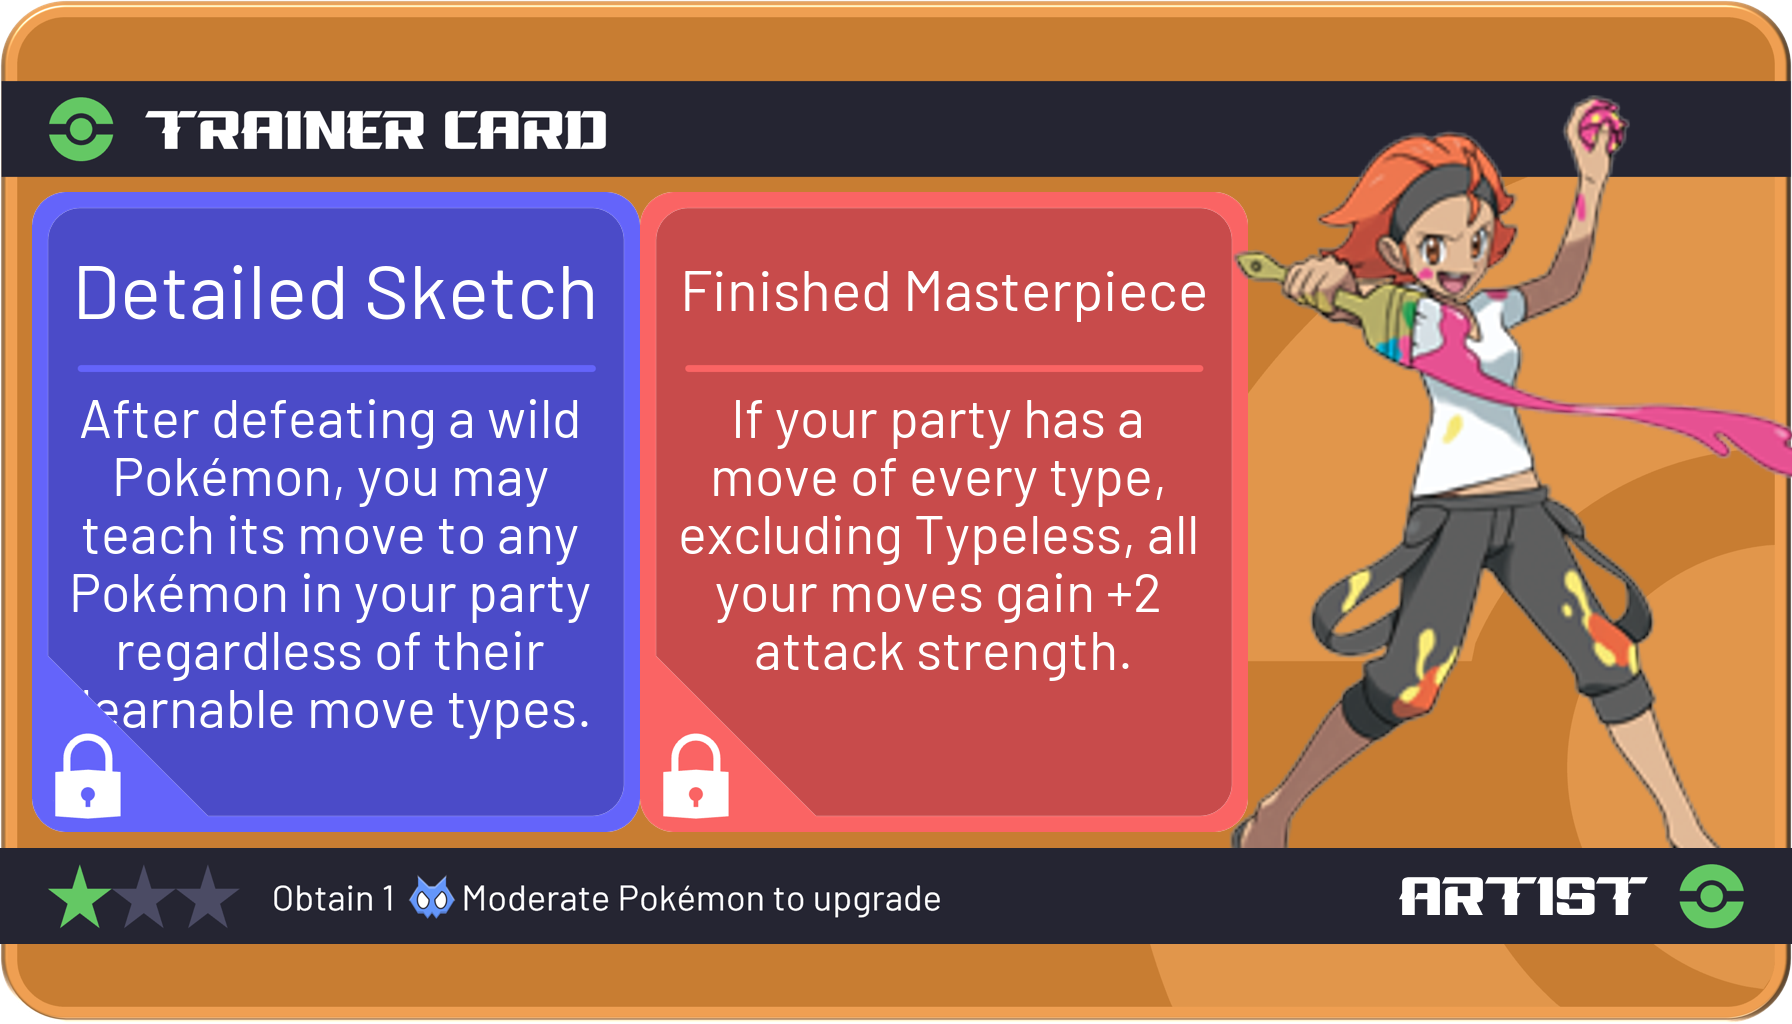 TRAINER CARD
Detailed Sketch
After defeating a wild
Pokémon, you may
teach its move to any
Pokémon in your party
regardless of their
learnable move types.
Finished Masterpiece
If your party has a
move of every type,
excluding Typeless, all
your moves gain +2
attack strength.
Obtain 1 Moderate Pokémon to upgrade
ARTIST